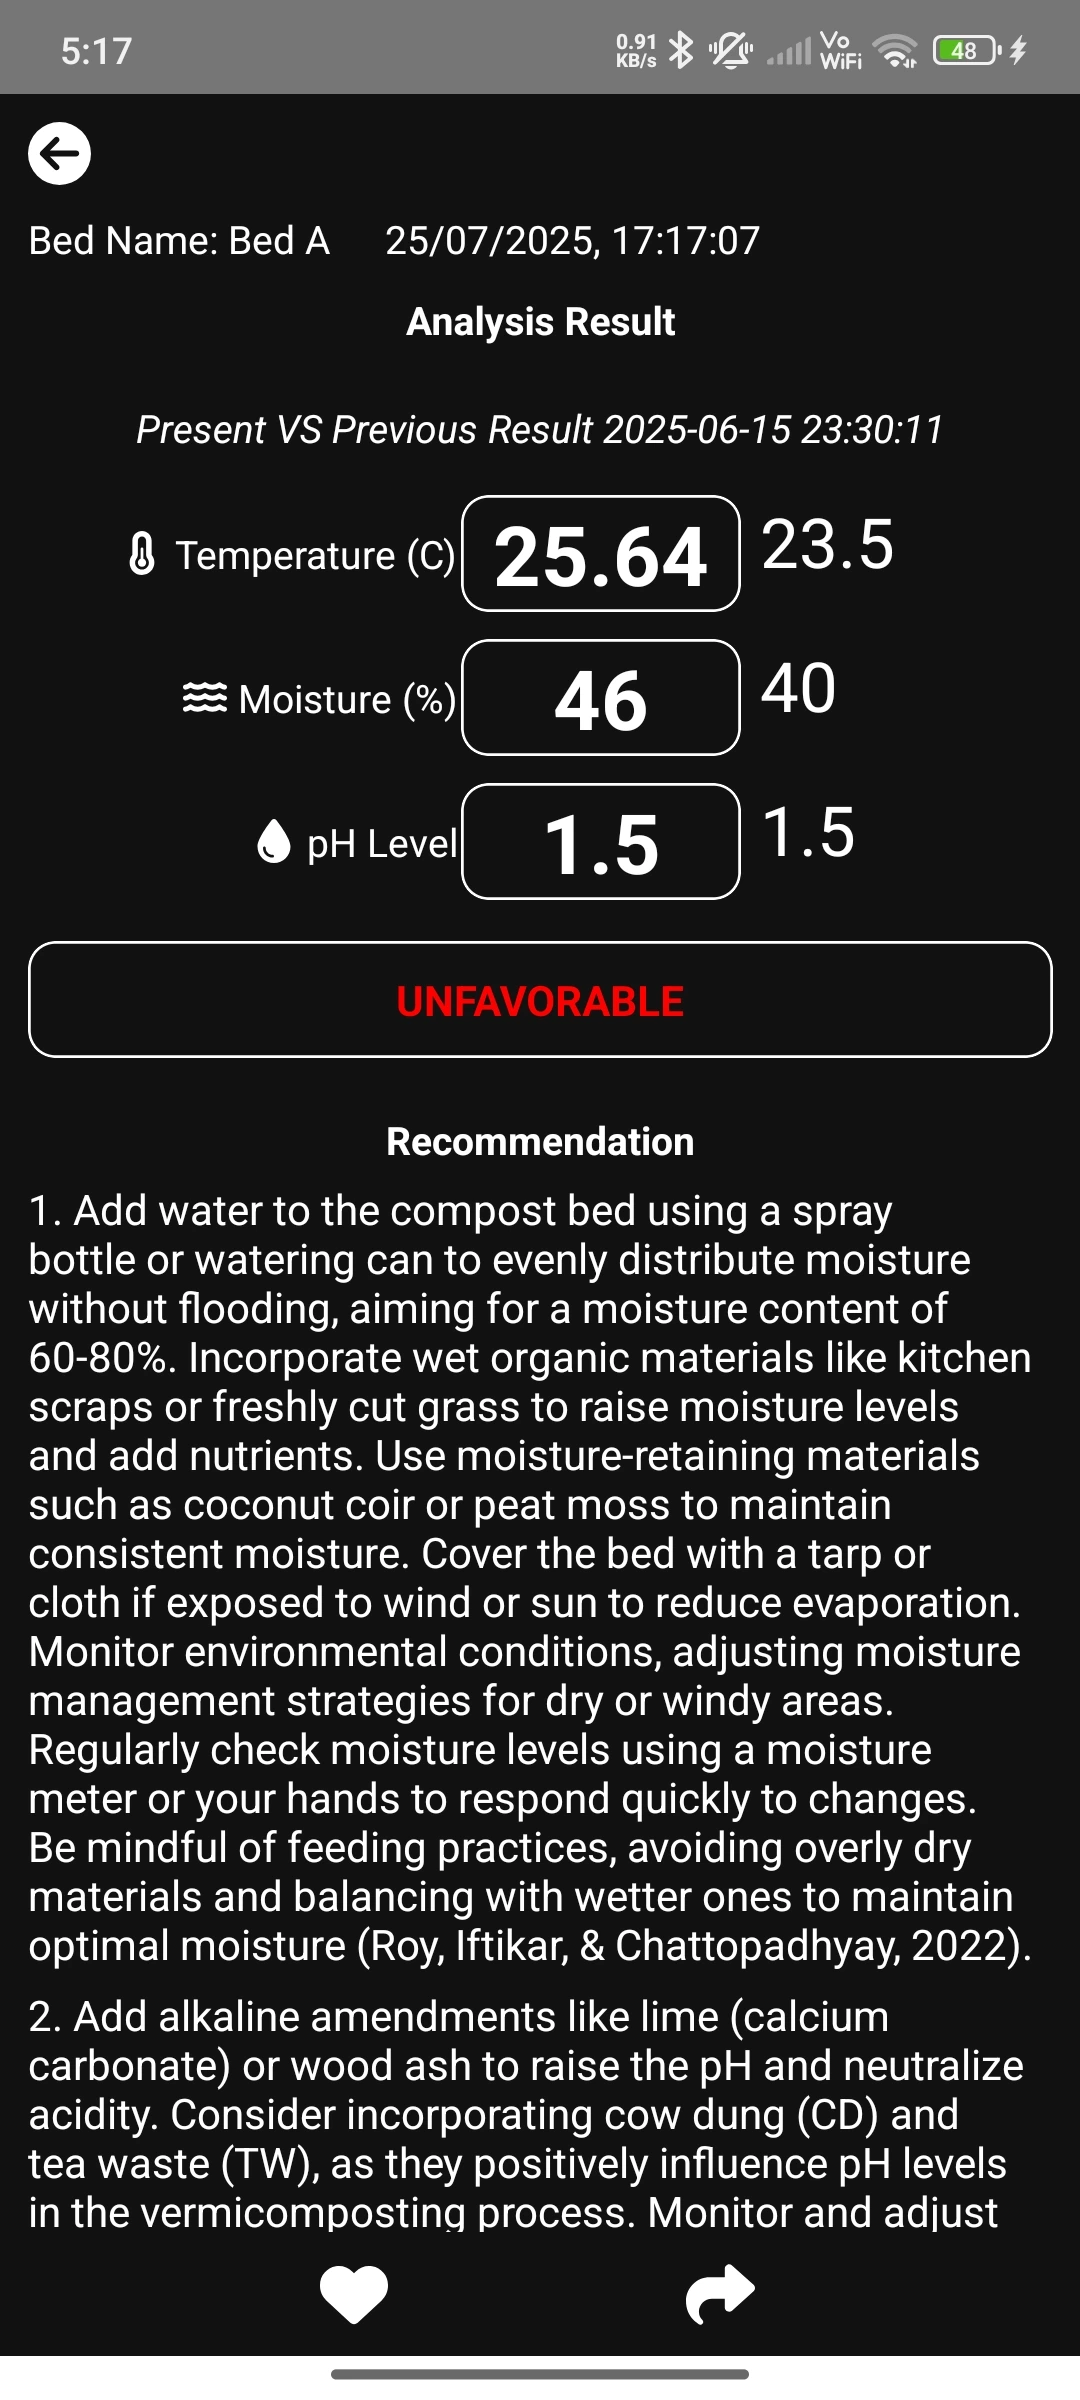 5:17
0.91 KB/s Vo WiFi 48
Bed Name: Bed A 25/07/2025, 17:17:07
Analysis Result
Present VS Previous Result 2025-06-15 23:30:11
Temperature (C) 25.64 23.5
Moisture (%) 46 40
pH Level 1.5 1.5
UNFAVORABLE
Recommendation
1. Add water to the compost bed using a spray
bottle or watering can to evenly distribute moisture
without flooding, aiming for a moisture content of
60-80%. Incorporate wet organic materials like kitchen
scraps or freshly cut grass to raise moisture levels
and add nutrients. Use moisture-retaining materials
such as coconut coir or peat moss to maintain
consistent moisture. Cover the bed with a tarp or
cloth if exposed to wind or sun to reduce evaporation.
Monitor environmental conditions, adjusting moisture
management strategies for dry or windy areas.
Regularly check moisture levels using a moisture
meter or your hands to respond quickly to changes.
Be mindful of feeding practices, avoiding overly dry
materials and balancing with wetter ones to maintain
optimal moisture (Roy, Iftikar, & Chattopadhyay, 2022).
2. Add alkaline amendments like lime (calcium
carbonate) or wood ash to raise the pH and neutralize
acidity. Consider incorporating cow dung (CD) and
tea waste (TW), as they positively influence pH levels
in the vermicomposting process. Monitor and adjust